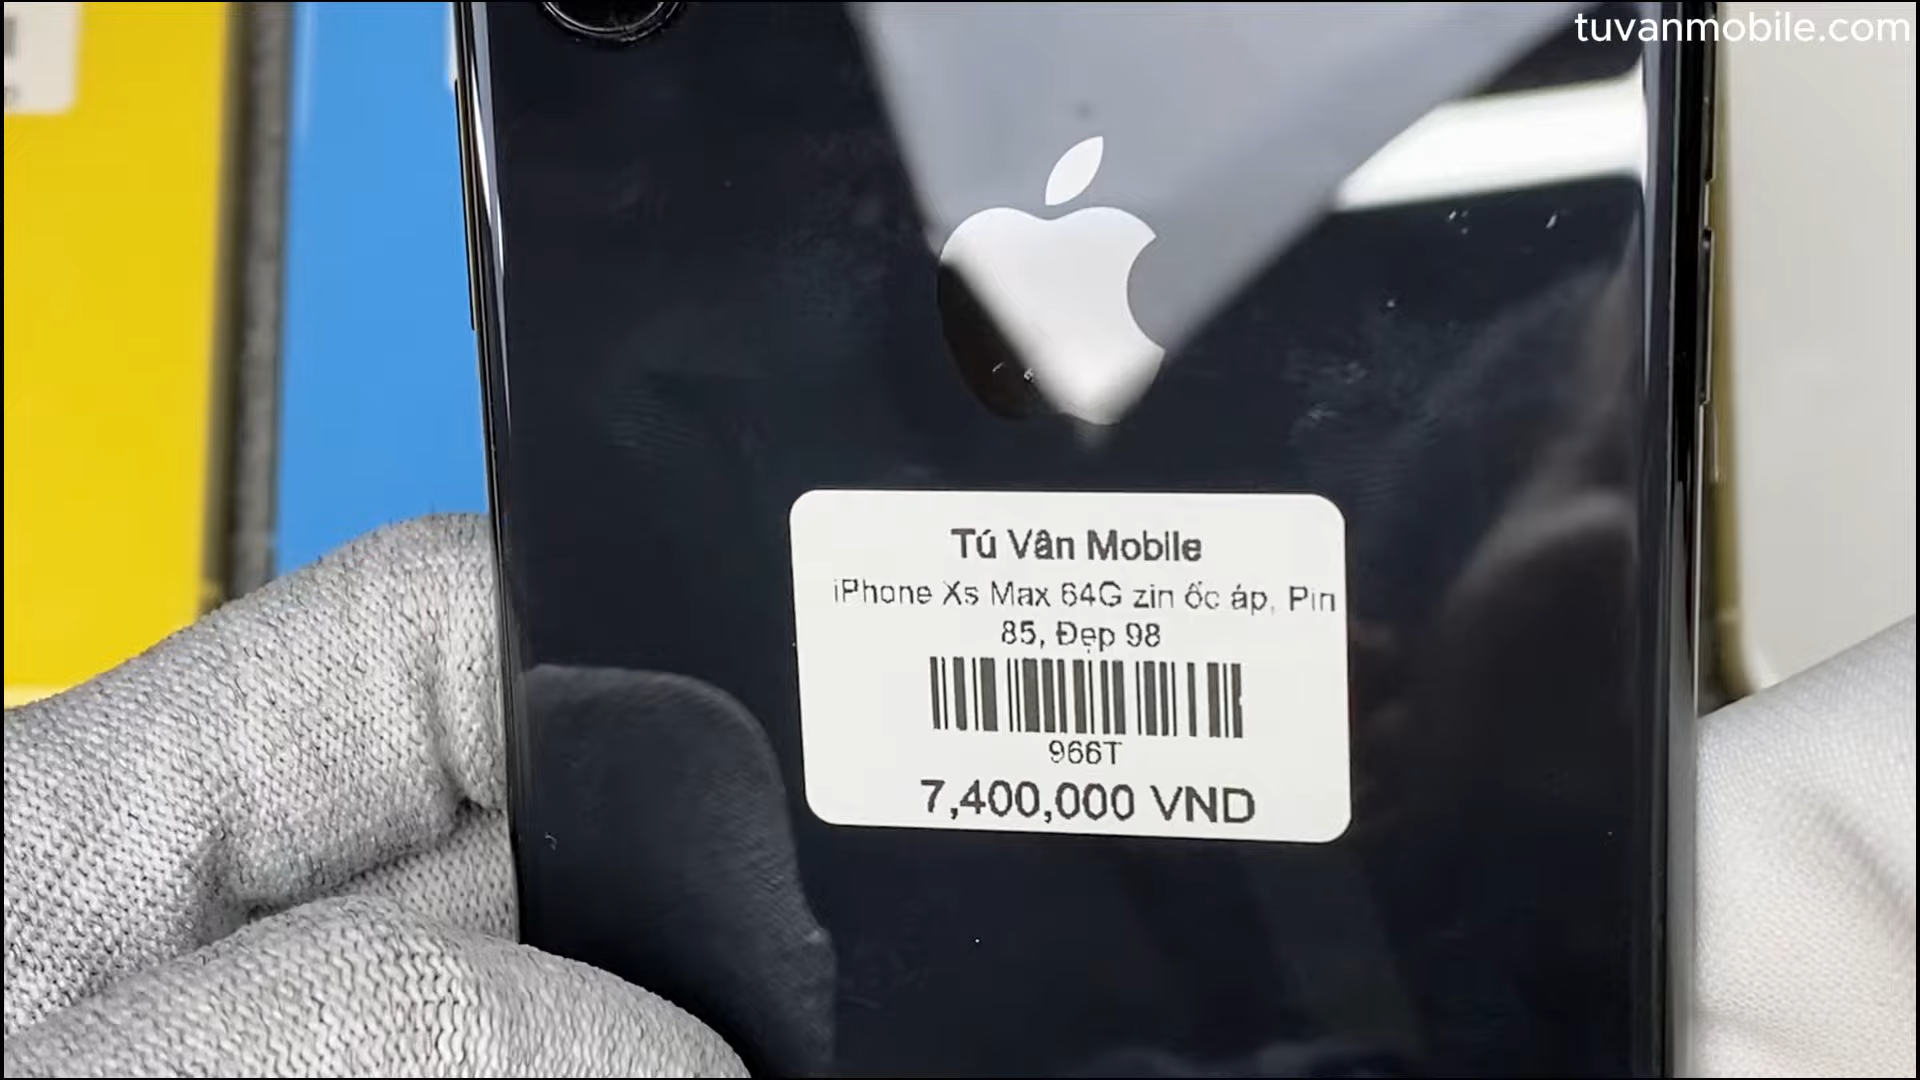 tuvanmobile.com
Tú Vân Mobile
iPhone Xs Max 64G zin ốc áp, Pin
85, Đẹp 98
966T
7,400,000 VND